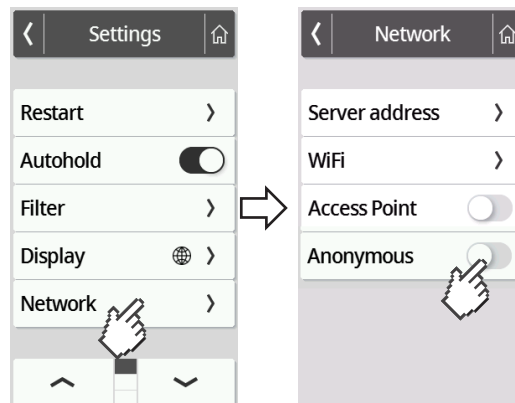 Settings
Restart
Autohold
Filter
Display
Network
Network
Server address
WiFi
Access Point
Anonymous